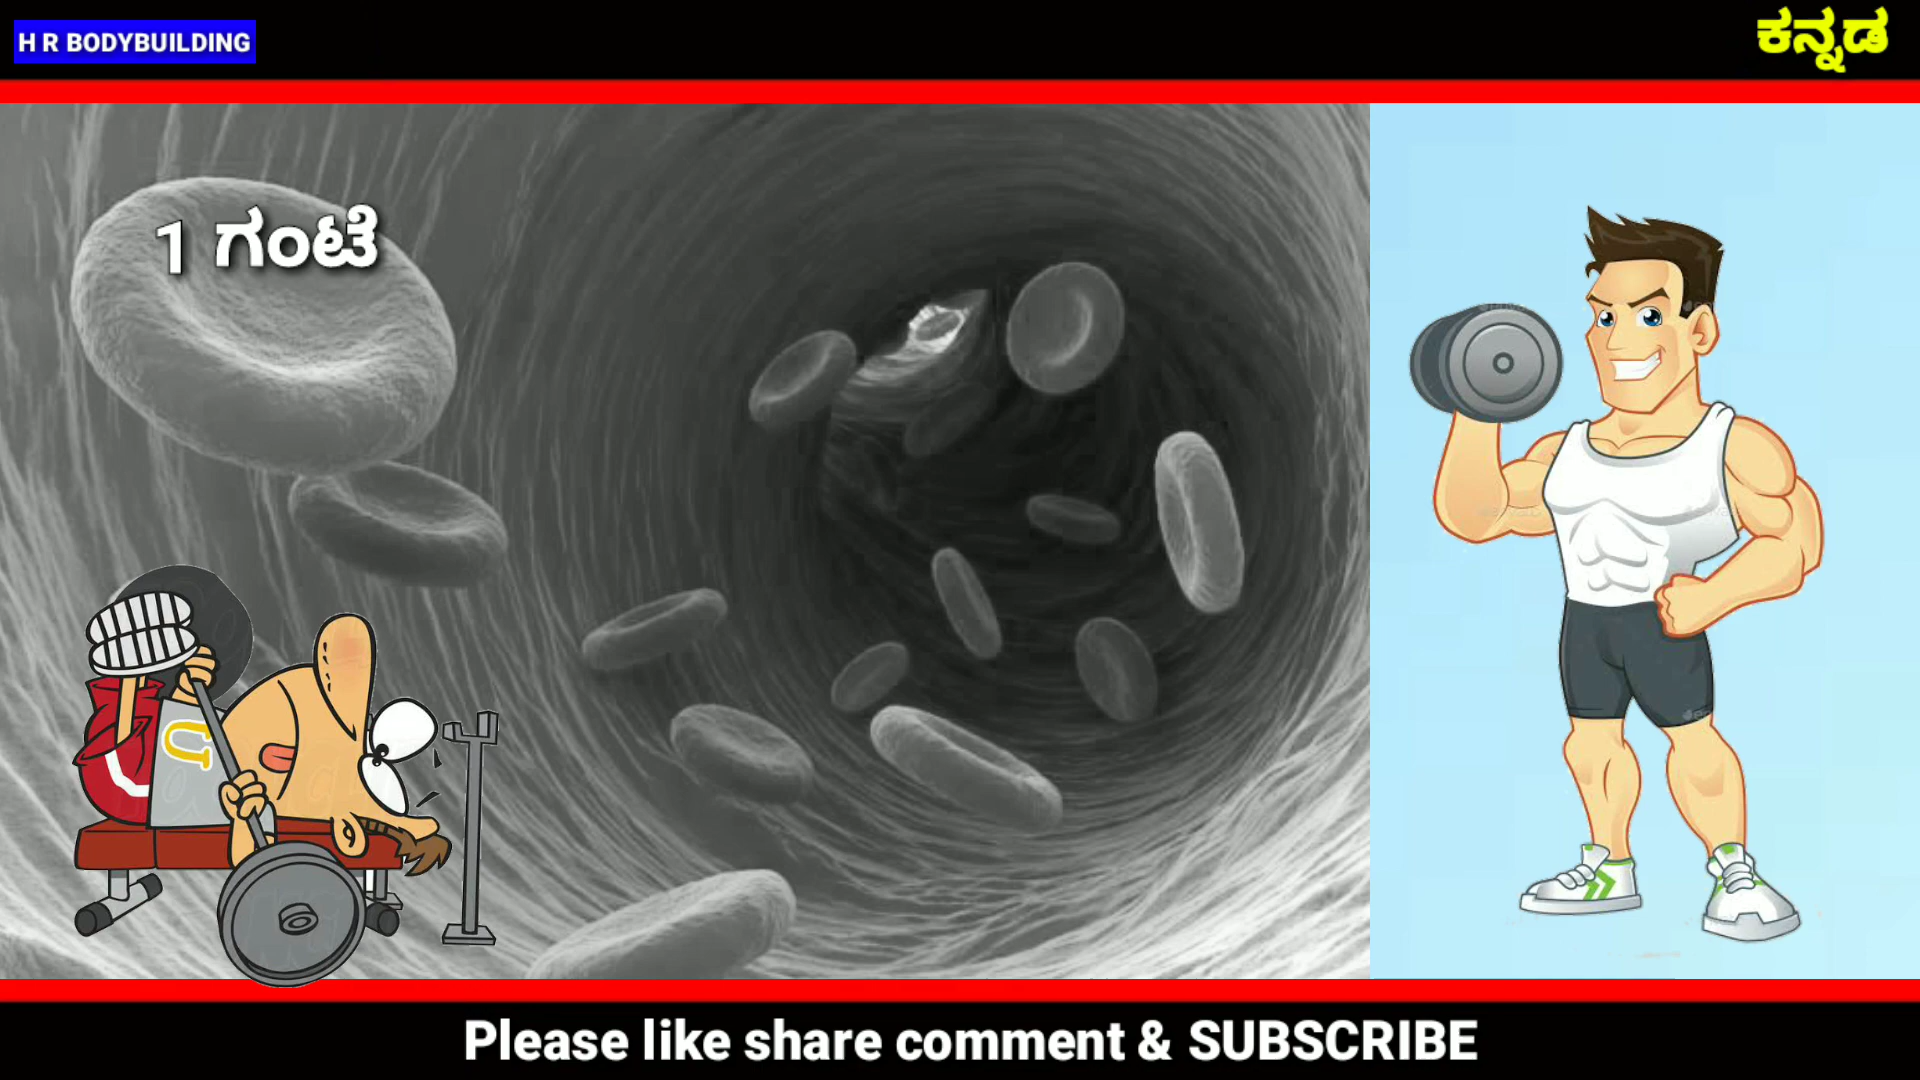 H R BODYBUILDING
ಕನ್ನಡ
1 ಗಂಟೆ
U
Please like share comment & SUBSCRIBE